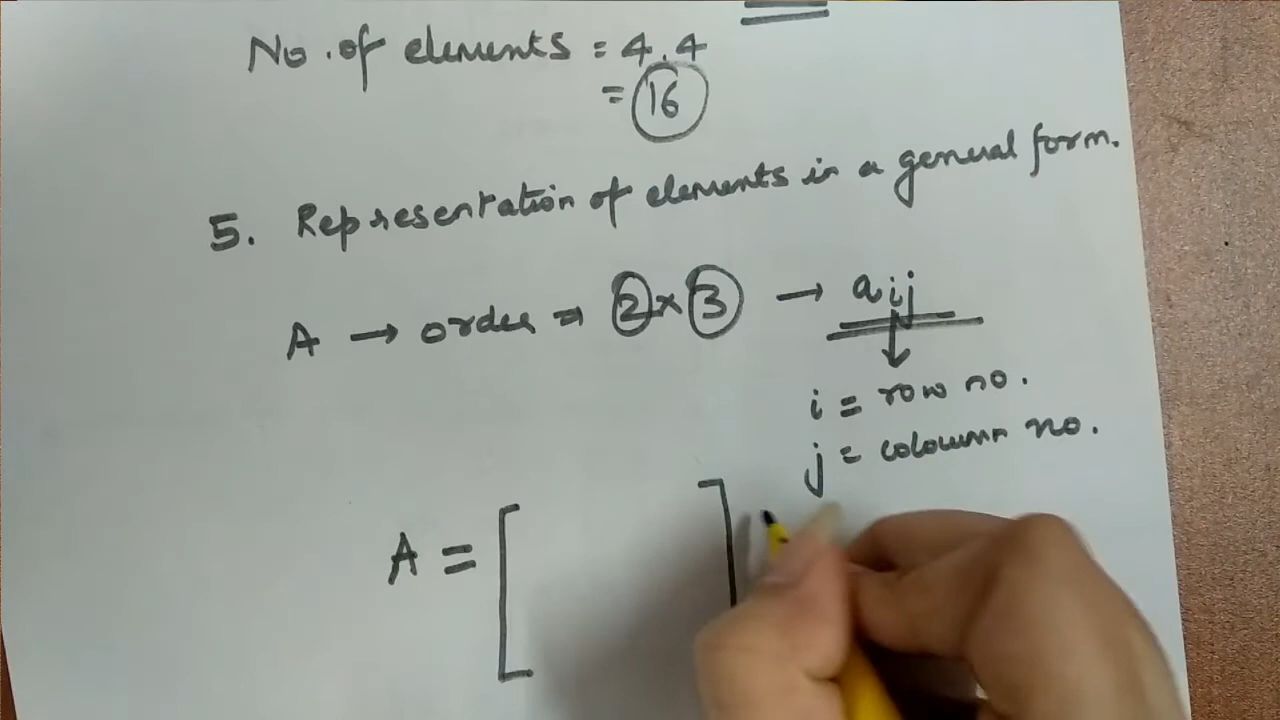 No. of elements = 4.4
= 16
5. Representation of elements in a general form.
A → order = 2×3 → aij
i = row no.
j = coloumn no.
A = [ ]